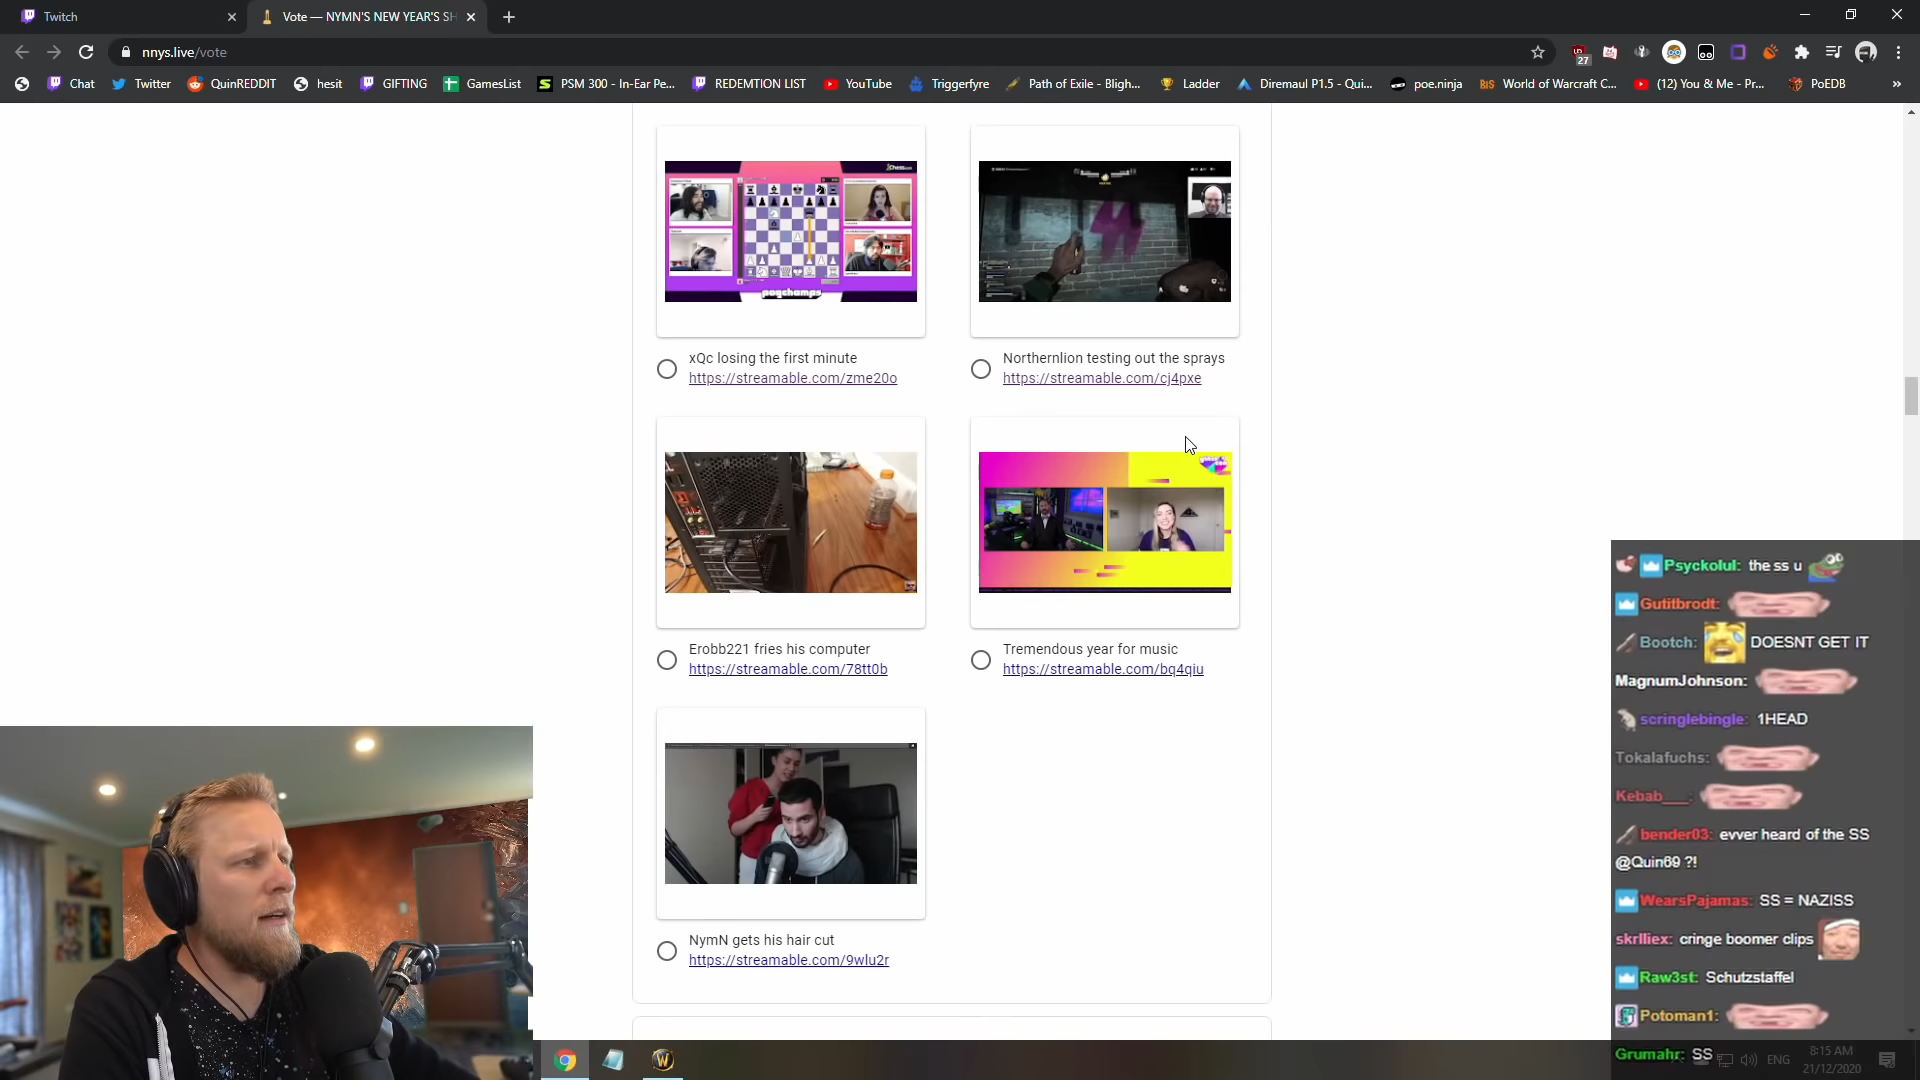 Twitch
Vote — NYMN'S NEW YEAR'S SH
nnys.live/vote
27
Chat
Twitter
QuinREDDIT
hesit
GIFTING
GamesList
PSM 300 - In-Ear Pe...
REDEMTION LIST
YouTube
Triggerfyre
Path of Exile - Bligh...
Ladder
Diremaul P1.5 - Qui...
poe.ninja
BIS
World of Warcraft C...
(12) You & Me - Pr...
PoEDB
»
Chess.com
pogchamps
xQc losing the first minute
https://streamable.com/zme20o
Northernlion testing out the sprays
https://streamable.com/cj4pxe
Erobb221 fries his computer
https://streamable.com/78tt0b
Tremendous year for music
https://streamable.com/bq4qiu
NymN gets his hair cut
https://streamable.com/9wlu2r
Psyckolul: the ss u
Gutitbrodt:
Bootch: DOESNT GET IT
MagnumJohnson:
scringlebingle: 1HEAD
Tokalafuchs:
Kebab___:
bender03: evver heard of the SS
@Quin69 ?!
WearsPajamas: SS = NAZISS
skrlliex: cringe boomer clips
Raw3st: Schutzstaffel
Potoman1:
Grumahr: SS
ENG
8:15 AM
21/12/2020